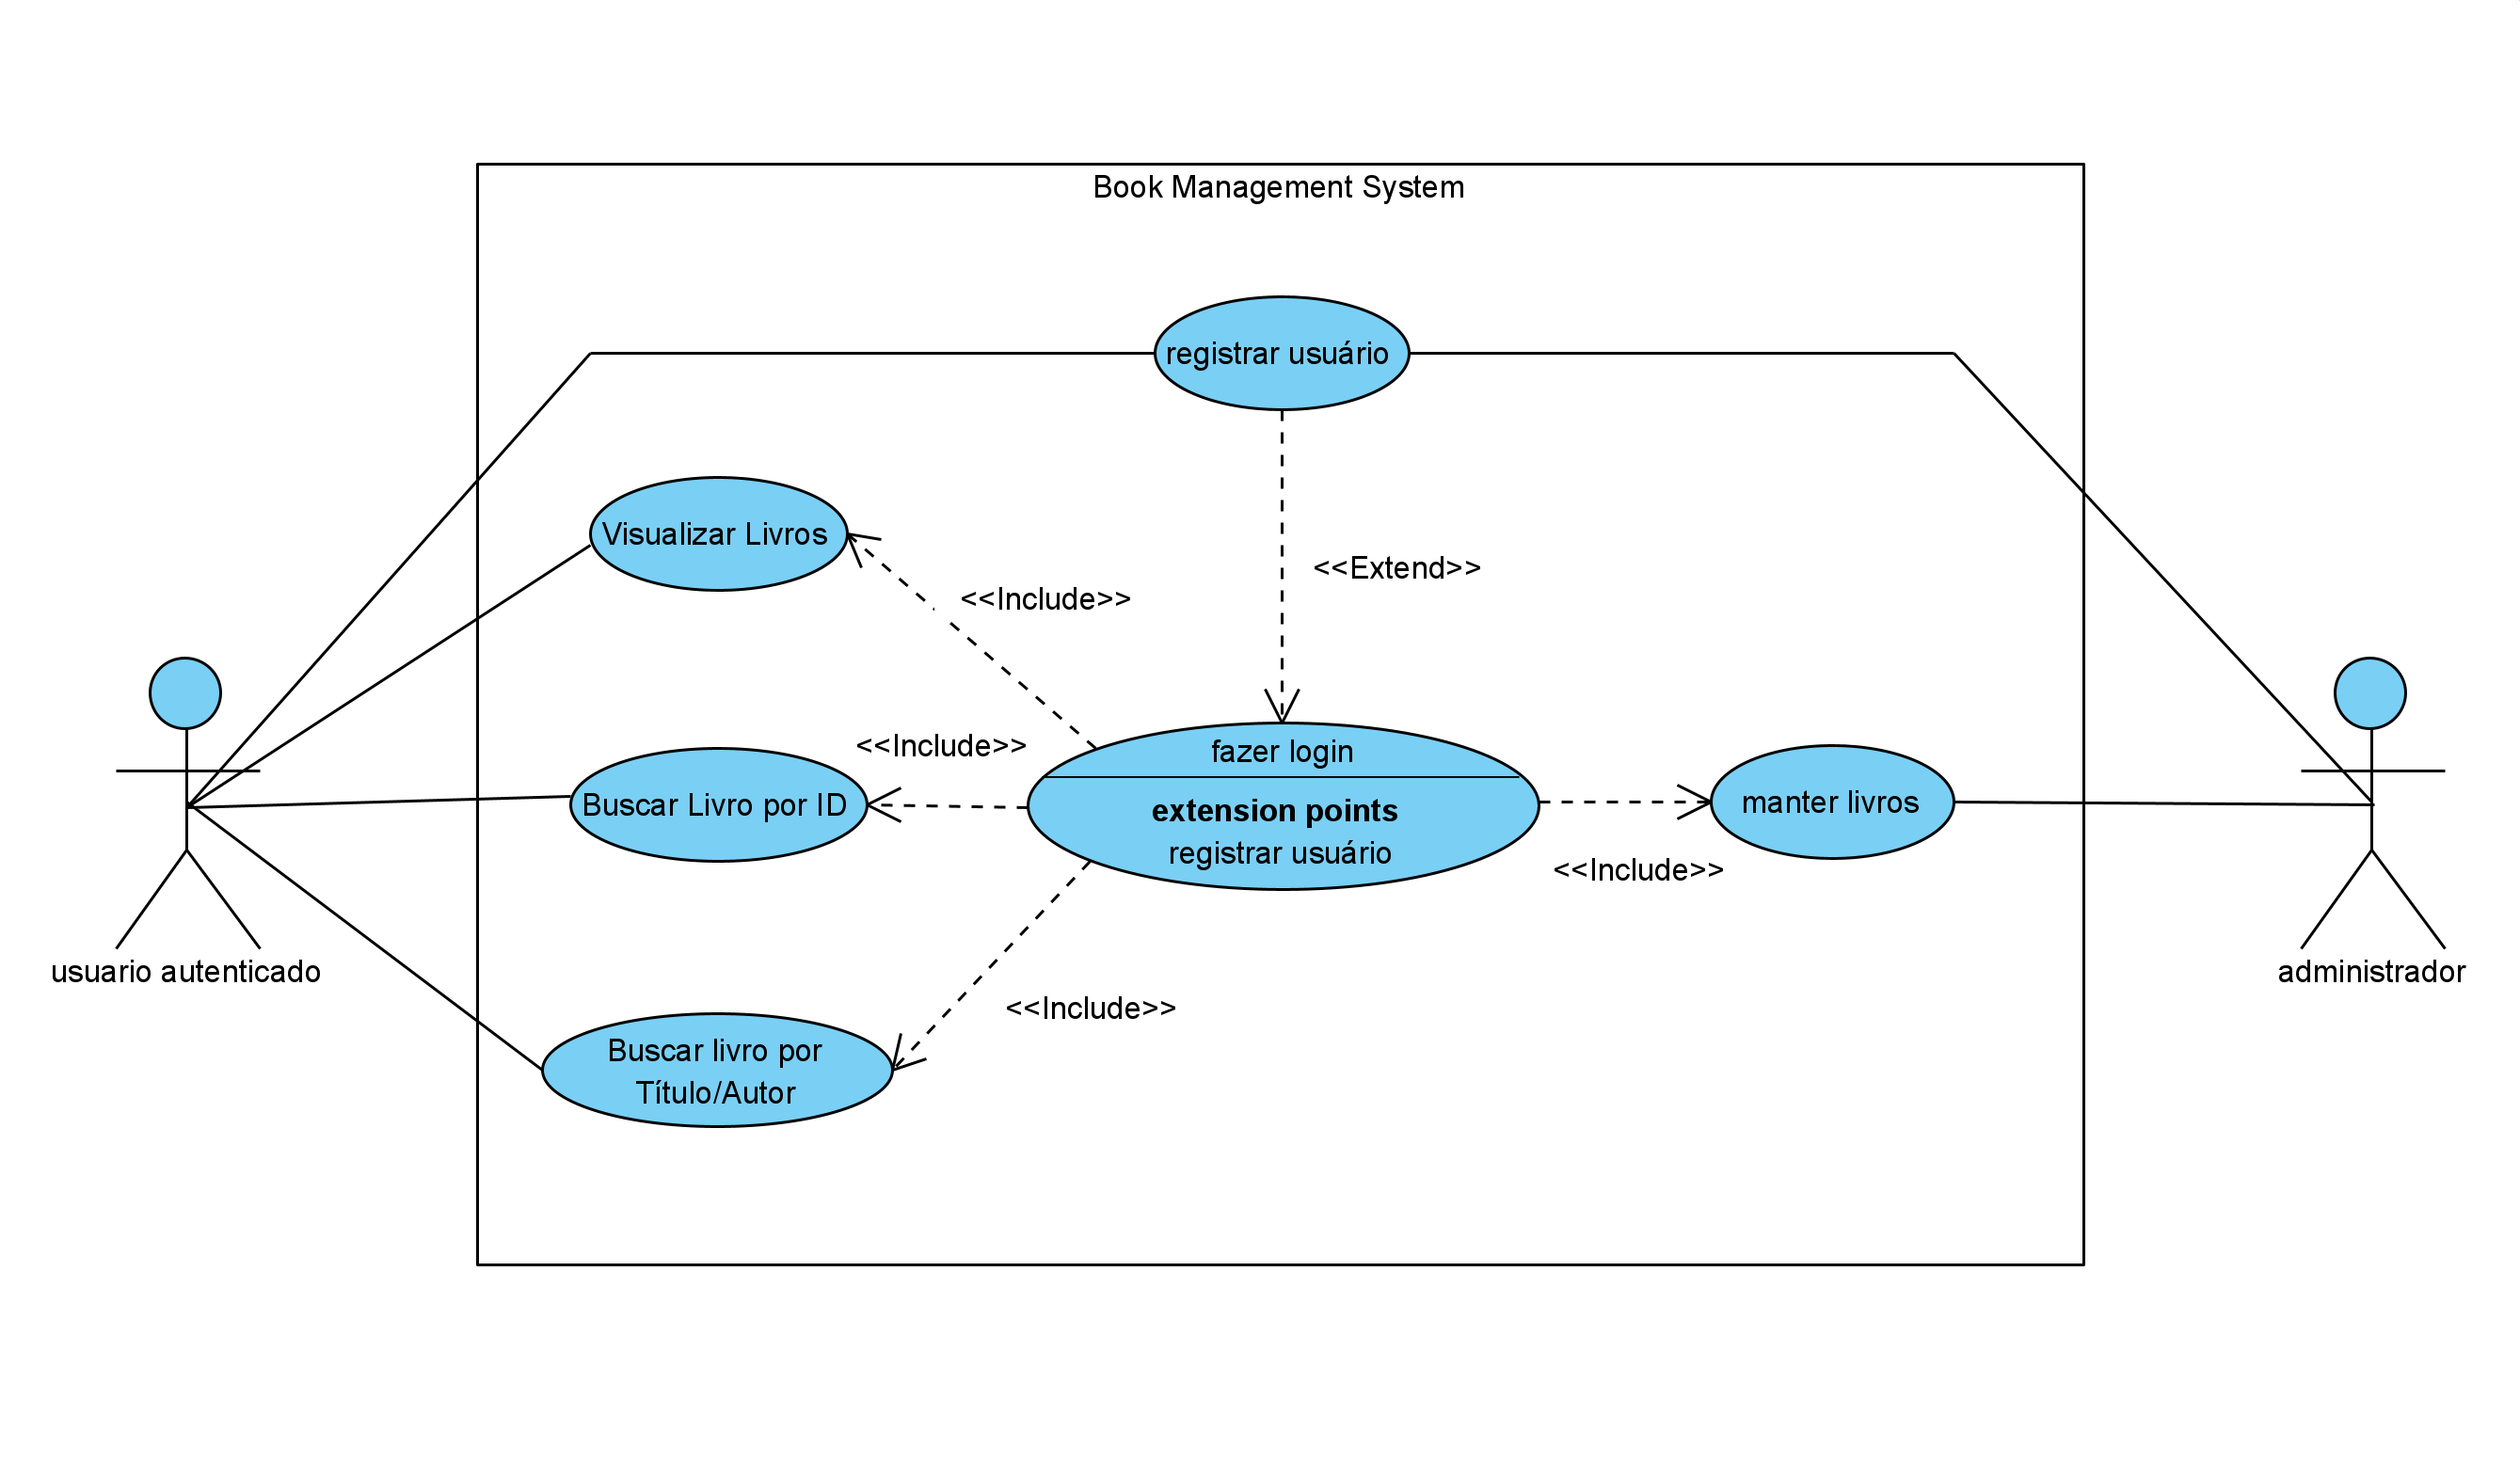 Book Management System
registrar usuário
Visualizar Livros
<<Extend>>
<<Include>>
<<Include>>
fazer login
extension points
registrar usuário
Buscar Livro por ID
manter livros
<<Include>>
usuario autenticado
administrador
<<Include>>
Buscar livro por
Título/Autor